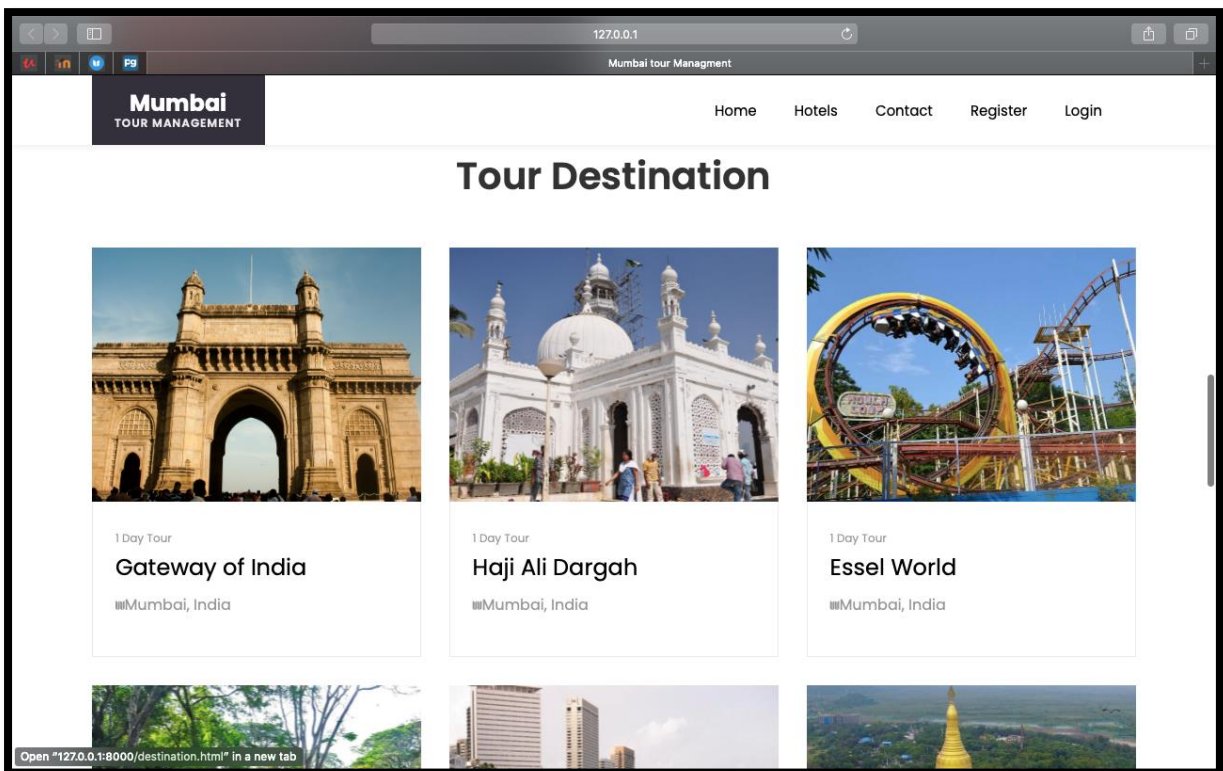 127.0.0.1
in
Pg
Mumbai tour Managment
Mumbai
TOUR MANAGEMENT
Home Hotels Contact Register Login
Tour Destination
1 Day Tour
Gateway of India
Mumbai, India
1 Day Tour
Haji Ali Dargah
Mumbai, India
1 Day Tour
Essel World
Mumbai, India
Open "127.0.0.1:8000/destination.html" in a new tab